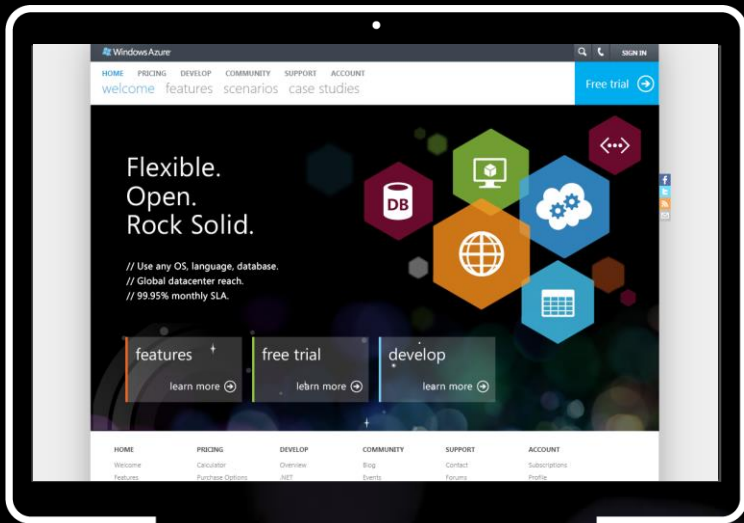 Windows Azure
SIGN IN
HOME PRICING DEVELOP COMMUNITY SUPPORT ACCOUNT
welcome features scenarios case studies
Free trial
Flexible.
Open.
Rock Solid.
// Use any OS, language, database.
// Global datacenter reach.
// 99.95% monthly SLA.
DB
features
learn more
free trial
learn more
develop
learn more
HOME PRICING DEVELOP COMMUNITY SUPPORT ACCOUNT
Welcome Calculator Overview Blog Contact Subscriptions
Features Purchase Options .NET Events Forums Profile